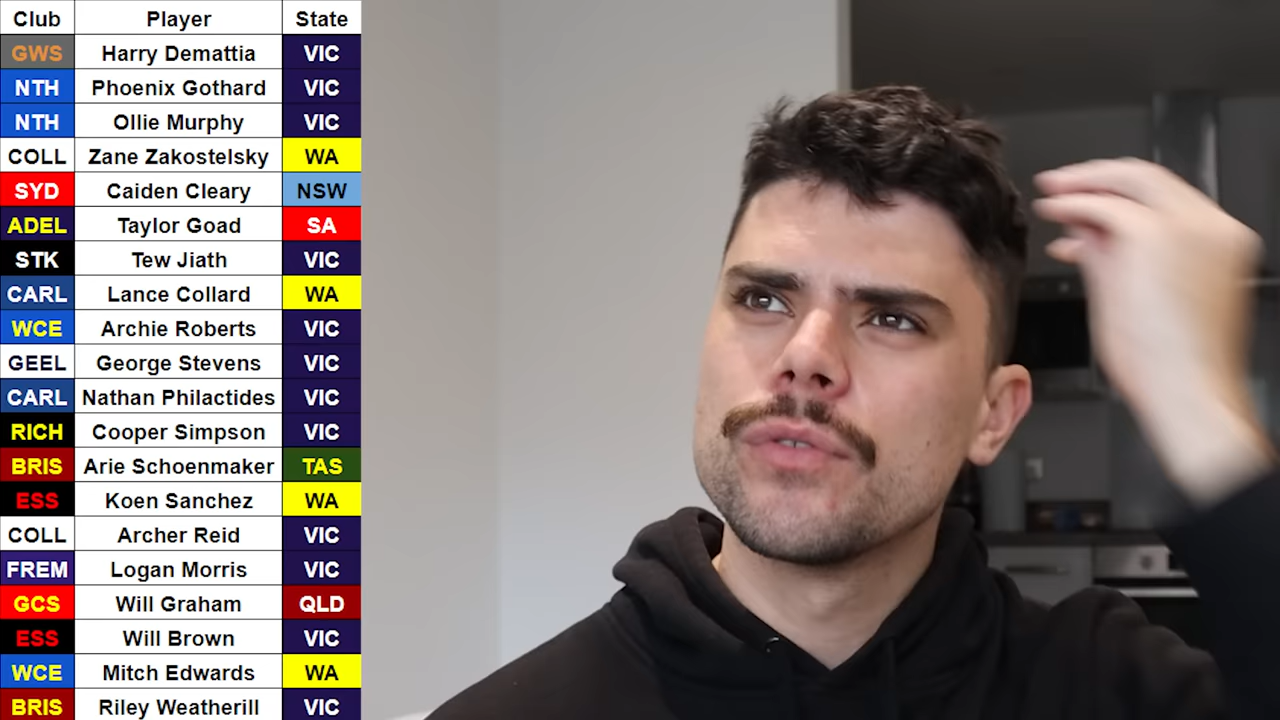 Club Player State
GWS Harry Demattia VIC
NTH Phoenix Gothard VIC
NTH Ollie Murphy VIC
COLL Zane Zakostelsky WA
SYD Caiden Cleary NSW
ADEL Taylor Goad SA
STK Tew Jiath VIC
CARL Lance Collard WA
WCE Archie Roberts VIC
GEEL George Stevens VIC
CARL Nathan Philactides VIC
RICH Cooper Simpson VIC
BRIS Arie Schoenmaker TAS
ESS Koen Sanchez WA
COLL Archer Reid VIC
FREM Logan Morris VIC
GCS Will Graham QLD
ESS Will Brown VIC
WCE Mitch Edwards WA
BRIS Riley Weatherill VIC